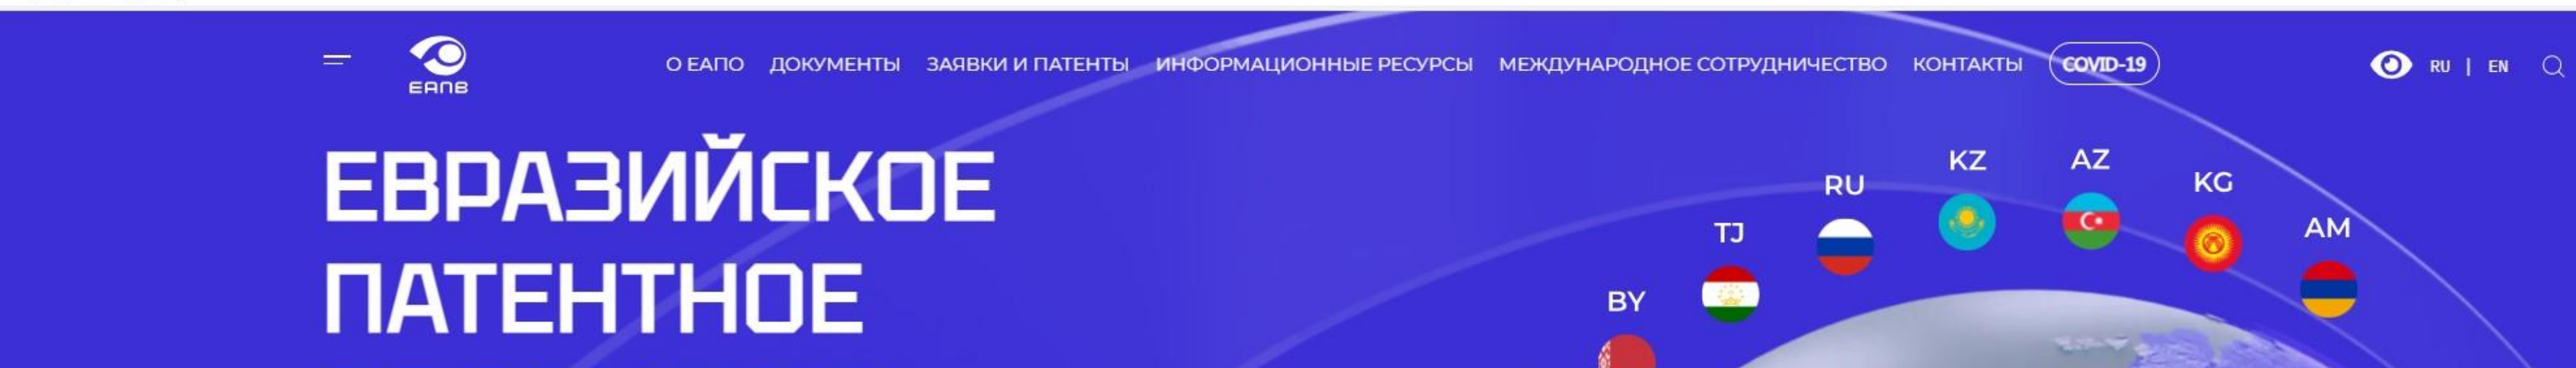 ЕАПВ
О ЕАПО ДОКУМЕНТЫ ЗАЯВКИ И ПАТЕНТЫ ИНФОРМАЦИОННЫЕ РЕСУРСЫ МЕЖДУНАРОДНОЕ СОТРУДНИЧЕСТВО КОНТАКТЫ COVID-19 RU | EN
ЕВРАЗИЙСКОЕ
ПАТЕНТНОЕ
BY
TJ
RU
KZ
AZ
KG
AM